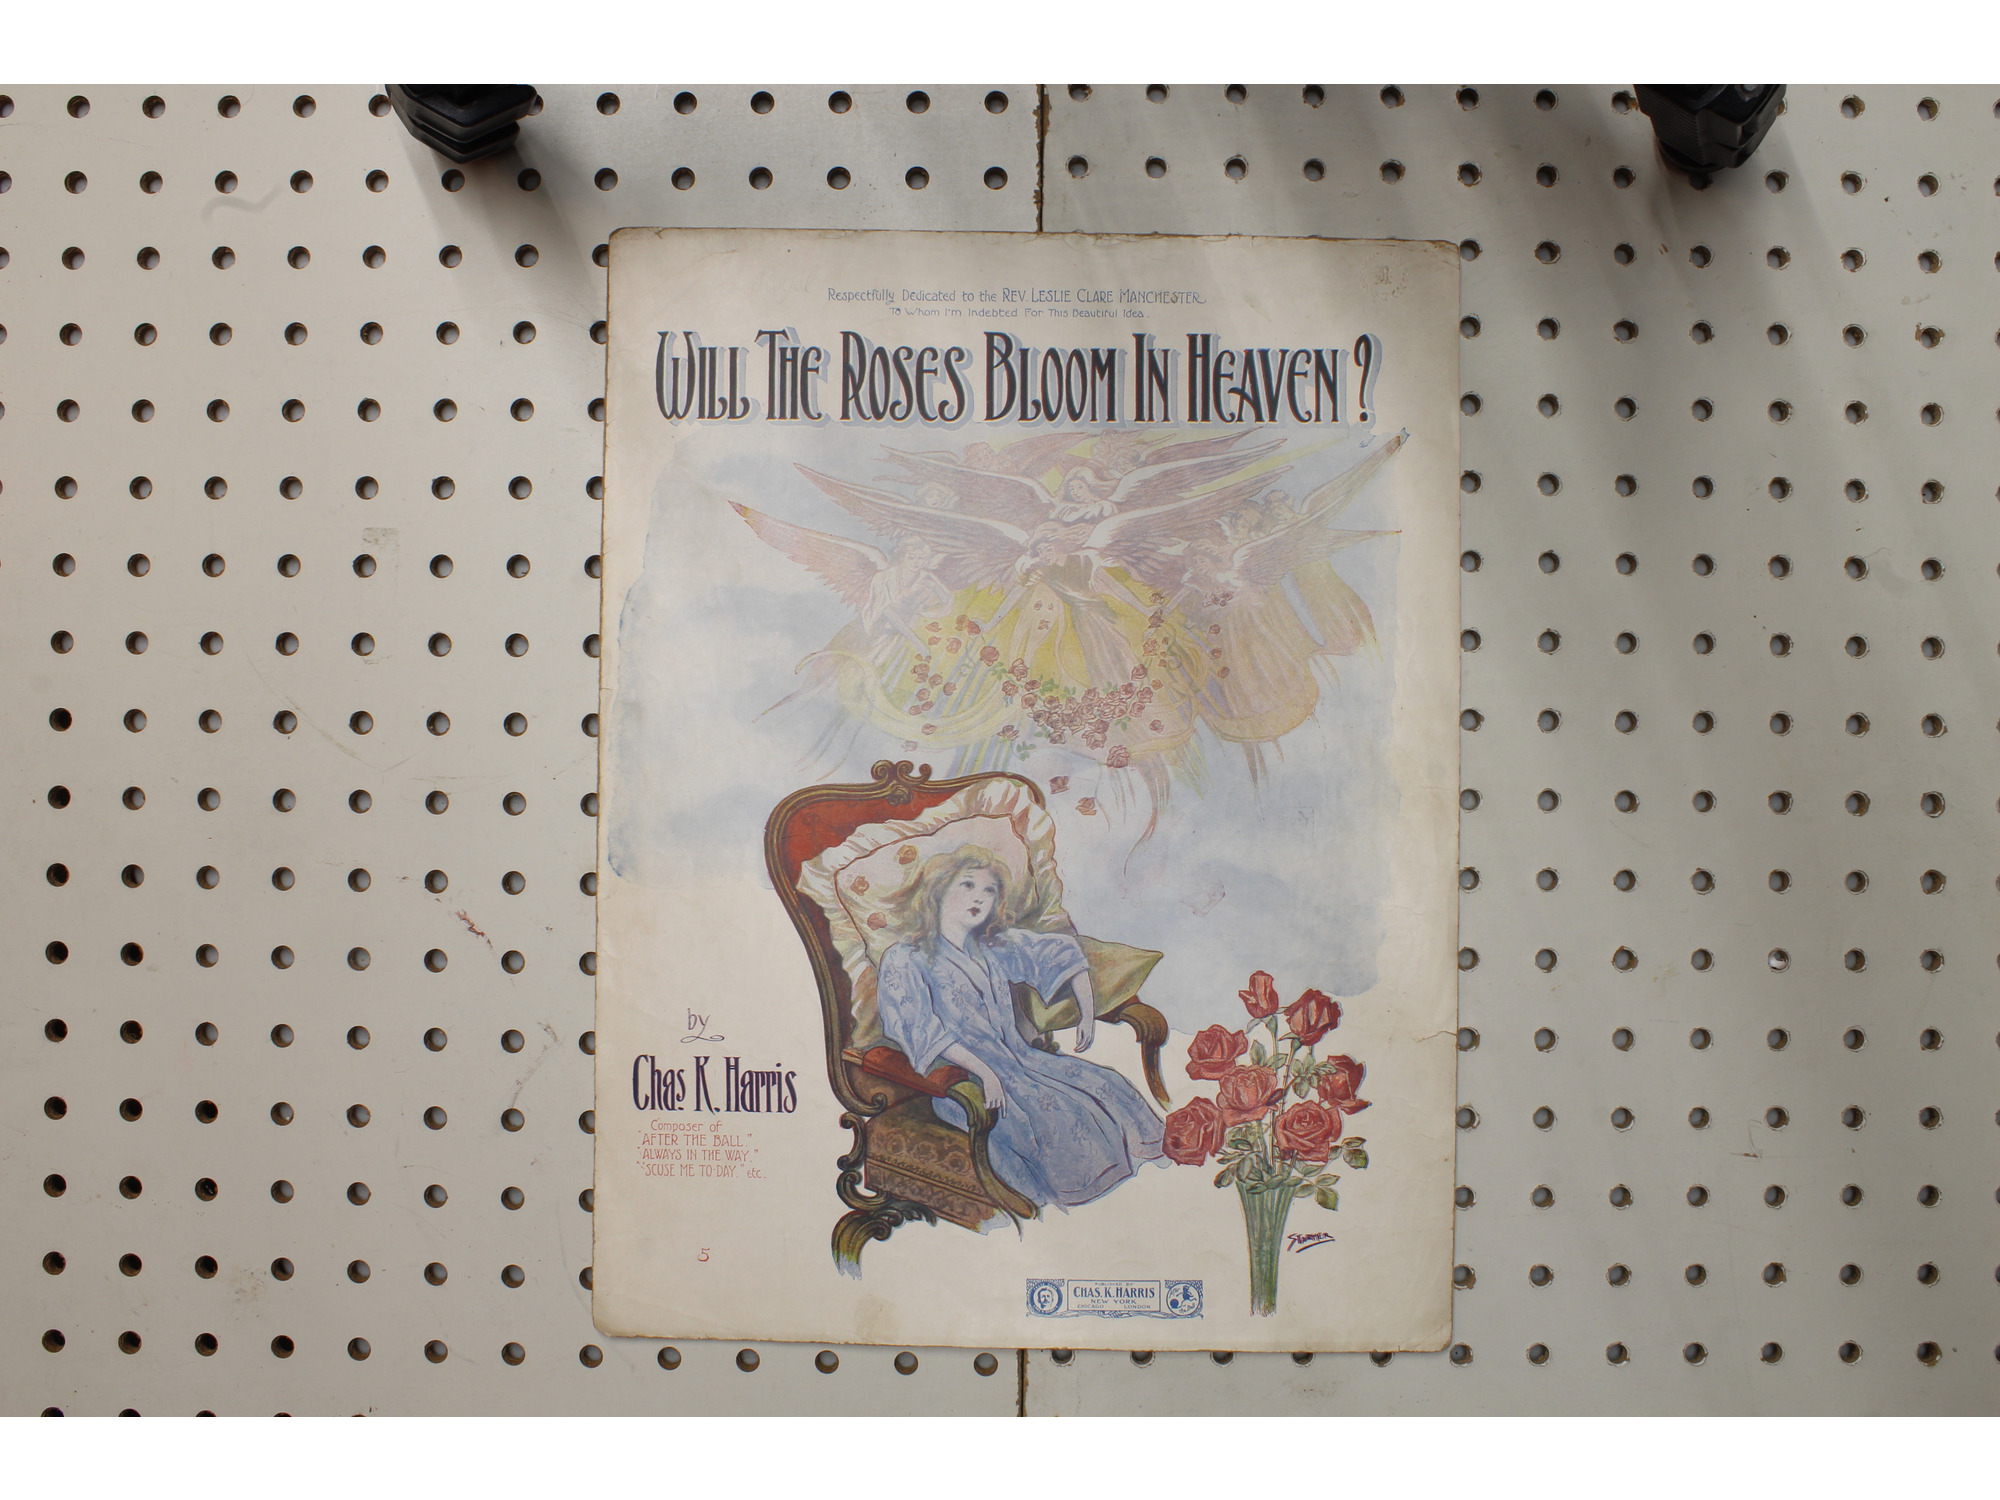 Respectfully Dedicated to the REV. LESLIE CLARE MANCHESTER
To Whom I'm Indebted For This Beautiful Idea.
WILL THE ROSES BLOOM IN HEAVEN?
by
Chas. K. Harris
Composer of
"AFTER THE BALL."
"ALWAYS IN THE WAY."
"'SCUSE ME TO-DAY." etc.
5
STARMER
PUBLISHED BY
CHAS. K. HARRIS
NEW YORK
CHICAGO LONDON